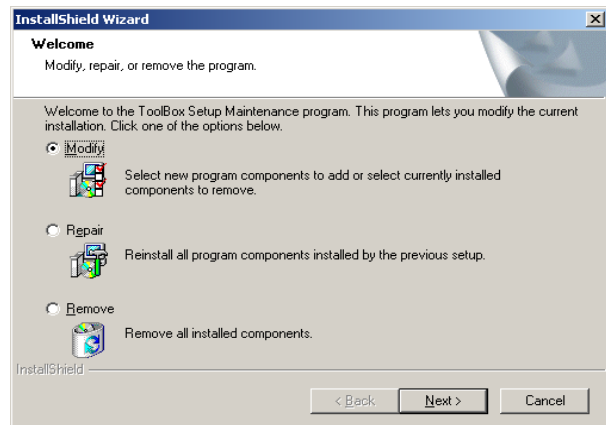 InstallShield Wizard
Welcome
Modify, repair, or remove the program.
Welcome to the ToolBox Setup Maintenance program. This program lets you modify the current
installation. Click one of the options below.
Modify
Select new program components to add or select currently installed
components to remove.
Repair
Reinstall all program components installed by the previous setup.
Remove
Remove all installed components.
InstallShield
< Back Next > Cancel